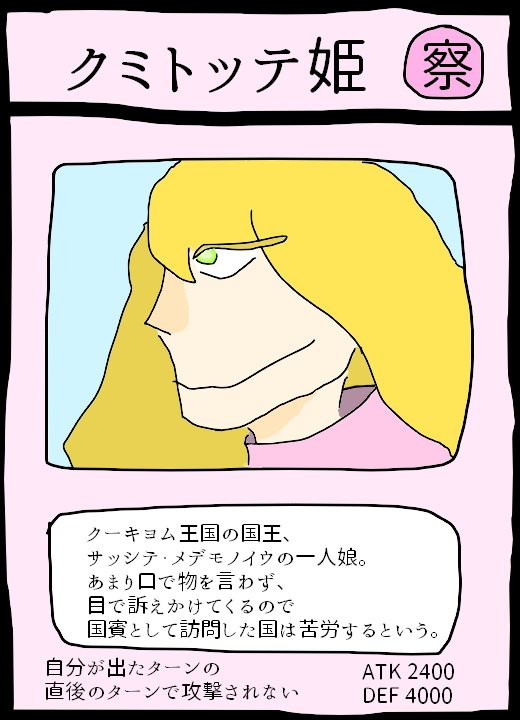 クミトッテ姫 察
クーキヨム王国の国王、
サッシテ・メデモノイウの一人娘。
あまり口で物を言わず、
目で訴えかけてくるので
国賓として訪問した国は苦労するという。
自分が出たターンの
直後のターンで攻撃されない
ATK 2400
DEF 4000